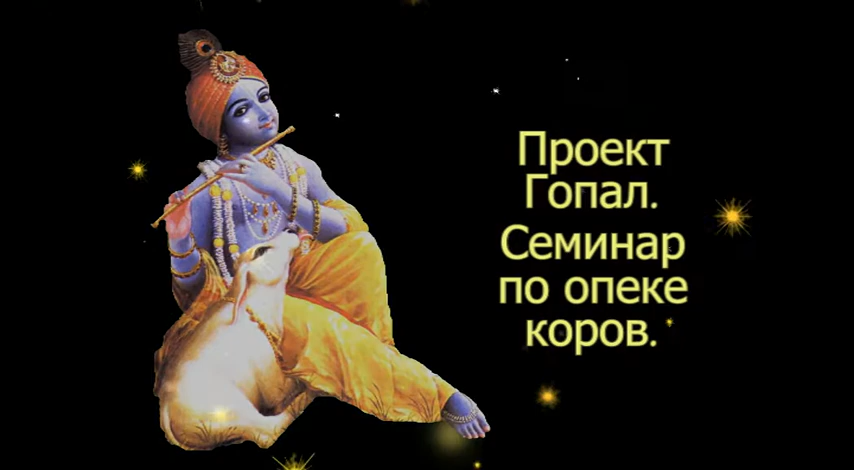 Проект
Гопал.
Семинар
по опеке
коров.